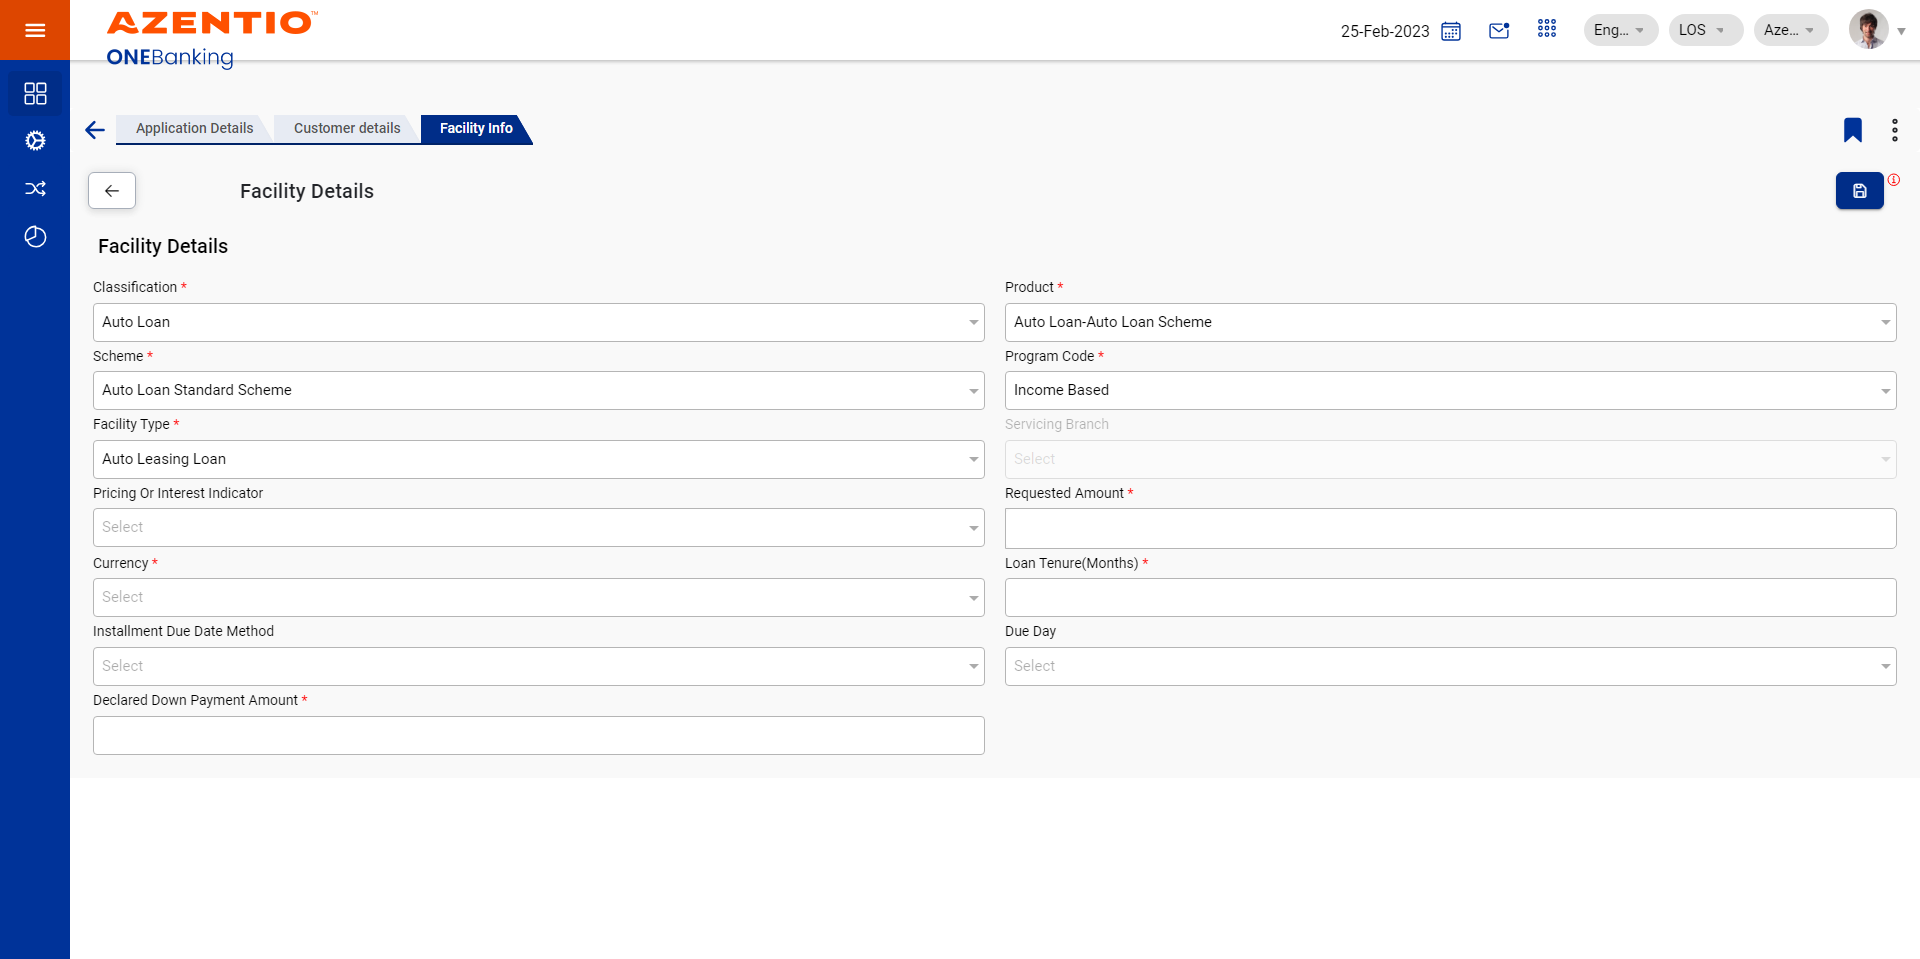 AZENTIO™
ONEBanking
25-Feb-2023
Eng...
LOS
Aze...
Application Details
Customer details
Facility Info
Facility Details
Facility Details
Classification *
Product *
Auto Loan
Auto Loan-Auto Loan Scheme
Scheme *
Program Code *
Auto Loan Standard Scheme
Income Based
Facility Type *
Servicing Branch
Auto Leasing Loan
Select
Pricing Or Interest Indicator
Requested Amount *
Select
Currency *
Loan Tenure(Months) *
Select
Installment Due Date Method
Due Day
Select
Select
Declared Down Payment Amount *